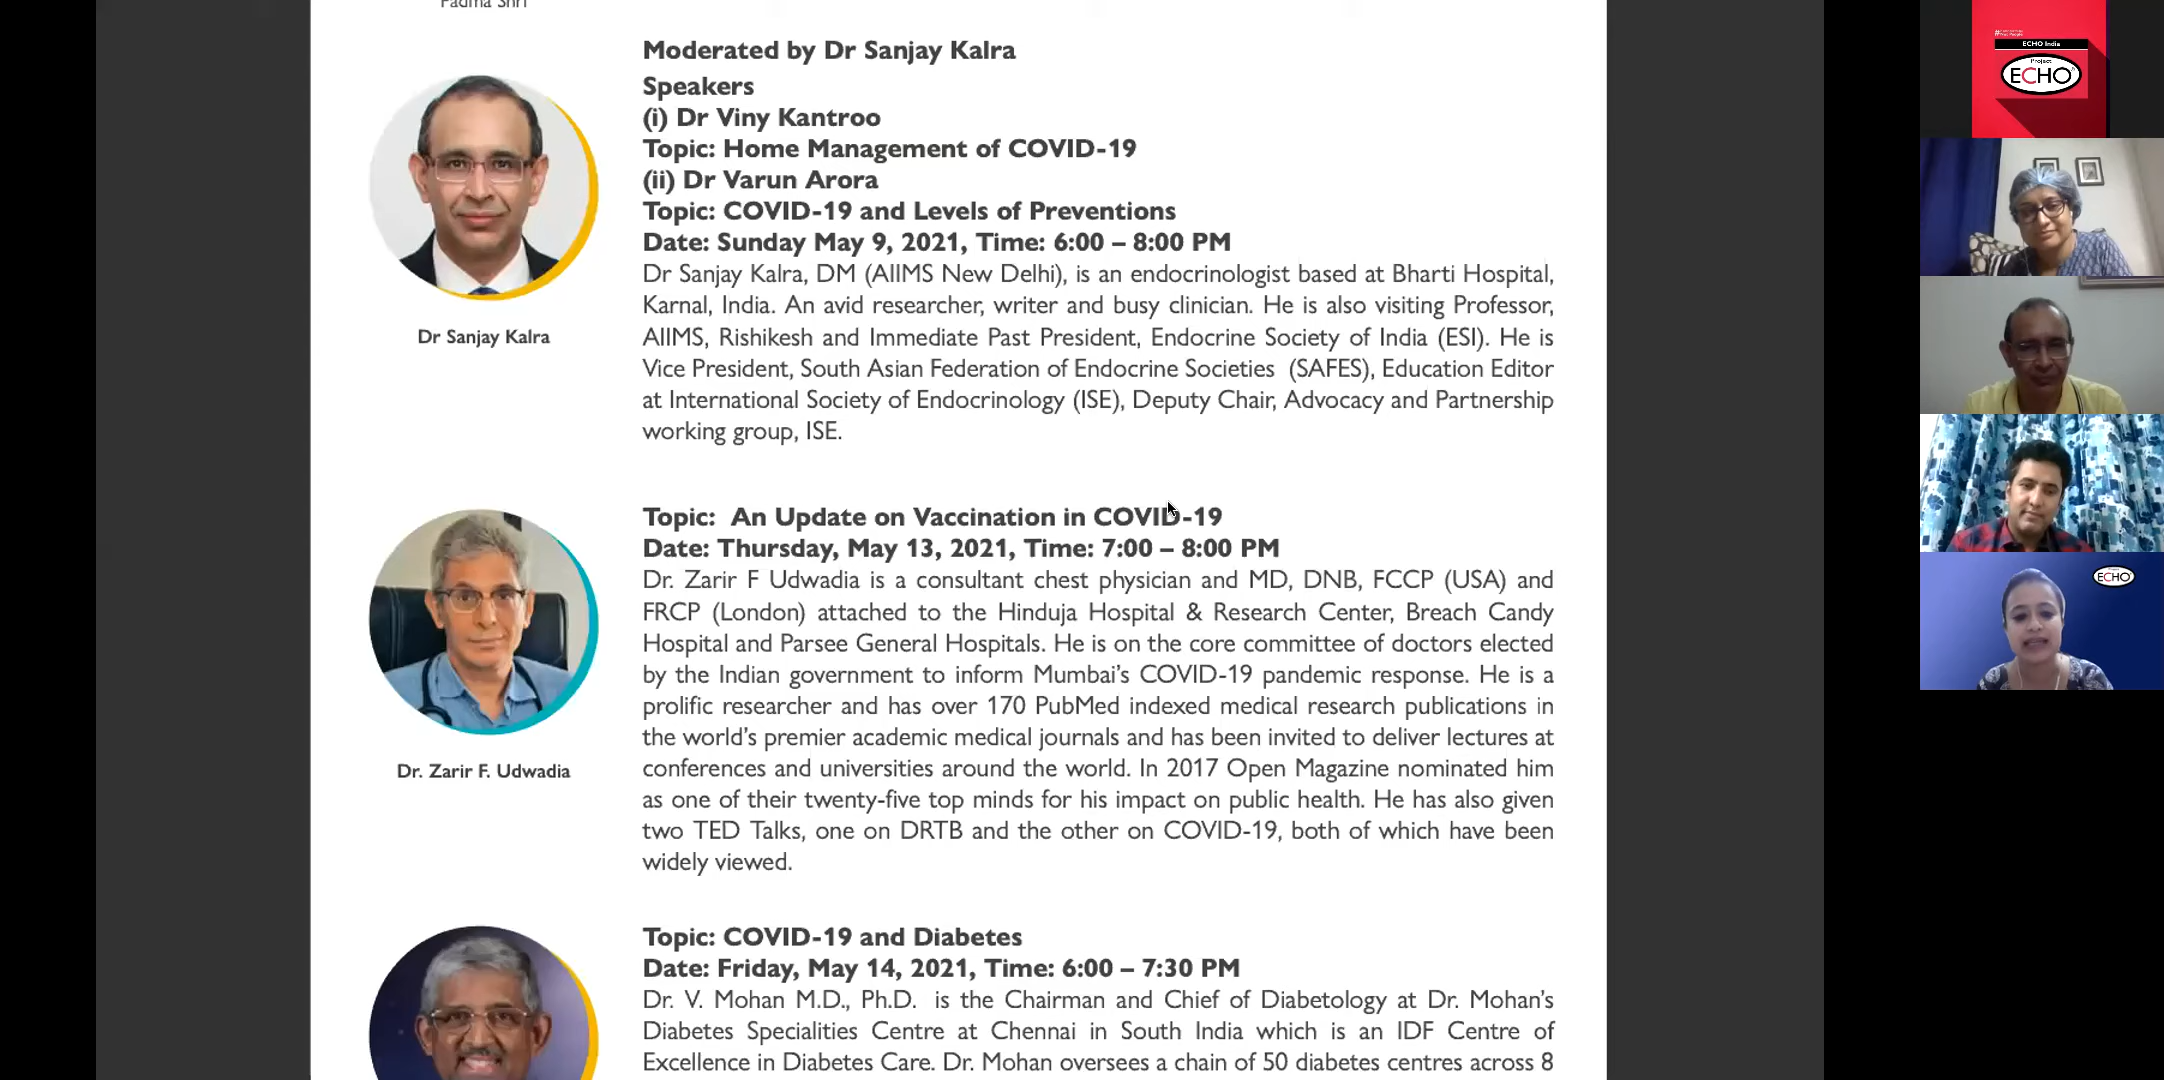 Padma Shri
Moderated by Dr Sanjay Kalra
Speakers
(i) Dr Viny Kantroo
Topic: Home Management of COVID-19
(ii) Dr Varun Arora
Topic: COVID-19 and Levels of Preventions
Date: Sunday May 9, 2021, Time: 6:00 – 8:00 PM
Dr Sanjay Kalra, DM (AIIMS New Delhi), is an endocrinologist based at Bharti Hospital,
Karnal, India. An avid researcher, writer and busy clinician. He is also visiting Professor,
AIIMS, Rishikesh and Immediate Past President, Endocrine Society of India (ESI). He is
Vice President, South Asian Federation of Endocrine Societies (SAFES), Education Editor
at International Society of Endocrinology (ISE), Deputy Chair, Advocacy and Partnership
working group, ISE.
Dr Sanjay Kalra
Topic: An Update on Vaccination in COVID-19
Date: Thursday, May 13, 2021, Time: 7:00 – 8:00 PM
Dr. Zarir F Udwadia is a consultant chest physician and MD, DNB, FCCP (USA) and
FRCP (London) attached to the Hinduja Hospital & Research Center, Breach Candy
Hospital and Parsee General Hospitals. He is on the core committee of doctors elected
by the Indian government to inform Mumbai's COVID-19 pandemic response. He is a
prolific researcher and has over 170 PubMed indexed medical research publications in
the world's premier academic medical journals and has been invited to deliver lectures at
conferences and universities around the world. In 2017 Open Magazine nominated him
as one of their twenty-five top minds for his impact on public health. He has also given
two TED Talks, one on DRTB and the other on COVID-19, both of which have been
widely viewed.
Dr. Zarir F. Udwadia
Topic: COVID-19 and Diabetes
Date: Friday, May 14, 2021, Time: 6:00 – 7:30 PM
Dr. V. Mohan M.D., Ph.D. is the Chairman and Chief of Diabetology at Dr. Mohan's
Diabetes Specialities Centre at Chennai in South India which is an IDF Centre of
Excellence in Diabetes Care. Dr. Mohan oversees a chain of 50 diabetes centres across 8
ECHO India
Project
ECHO
ECHO